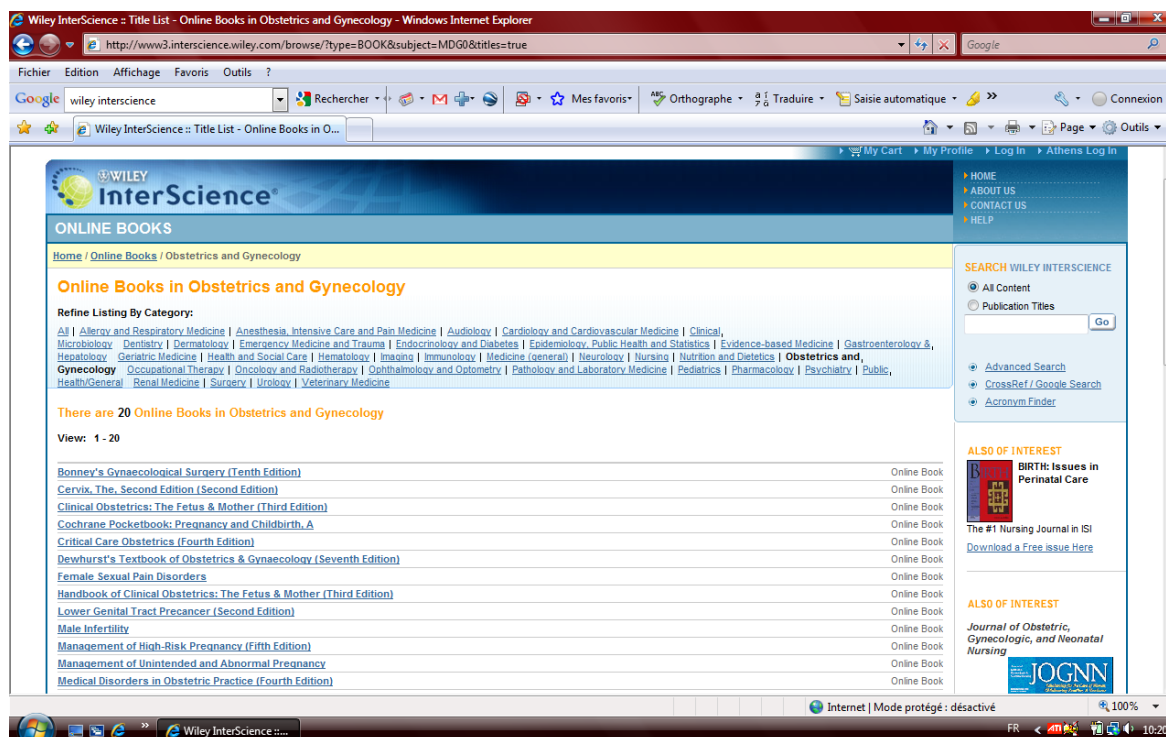 Wiley InterScience :: Title List - Online Books in Obstetrics and Gynecology - Windows Internet Explorer
http://www3.interscience.wiley.com/browse/?type=BOOK&subject=MDG0&titles=true
Google
Fichier Edition Affichage Favoris Outils ?
Google wiley interscience Rechercher Mes favoris Orthographe Traduire Saisie automatique » Connexion
Wiley InterScience :: Title List - Online Books in O... Page Outils
My Cart My Profile Log In Athens Log In
WILEY
InterScience®
HOME
ABOUT US
CONTACT US
HELP
ONLINE BOOKS
Home / Online Books / Obstetrics and Gynecology
Online Books in Obstetrics and Gynecology
Refine Listing By Category:
All | Allergy and Respiratory Medicine | Anesthesia, Intensive Care and Pain Medicine | Audiology | Cardiology and Cardiovascular Medicine | Clinical,
Microbiology Dentistry | Dermatology | Emergency Medicine and Trauma | Endocrinology and Diabetes | Epidemiology, Public Health and Statistics | Evidence-based Medicine | Gastroenterology &,
Hepatology Geriatric Medicine | Health and Social Care | Hematology | Imaging | Immunology | Medicine (general) | Neurology | Nursing | Nutrition and Dietetics | Obstetrics and,
Gynecology Occupational Therapy | Oncology and Radiotherapy | Ophthalmology and Optometry | Pathology and Laboratory Medicine | Pediatrics | Pharmacology | Psychiatry | Public,
Health/General Renal Medicine | Surgery | Urology | Veterinary Medicine
There are 20 Online Books in Obstetrics and Gynecology
View: 1 - 20
Bonney's Gynaecological Surgery (Tenth Edition) Online Book
Cervix, The, Second Edition (Second Edition) Online Book
Clinical Obstetrics: The Fetus & Mother (Third Edition) Online Book
Cochrane Pocketbook: Pregnancy and Childbirth, A Online Book
Critical Care Obstetrics (Fourth Edition) Online Book
Dewhurst's Textbook of Obstetrics & Gynaecology (Seventh Edition) Online Book
Female Sexual Pain Disorders Online Book
Handbook of Clinical Obstetrics: The Fetus & Mother (Third Edition) Online Book
Lower Genital Tract Precancer (Second Edition) Online Book
Male Infertility Online Book
Management of High-Risk Pregnancy (Fifth Edition) Online Book
Management of Unintended and Abnormal Pregnancy Online Book
Medical Disorders in Obstetric Practice (Fourth Edition) Online Book
SEARCH WILEY INTERSCIENCE
All Content
Publication Titles
Go
Advanced Search
CrossRef / Google Search
Acronym Finder
ALSO OF INTEREST
BIRTH: Issues in
Perinatal Care
The #1 Nursing Journal in ISI
Download a Free issue Here
ALSO OF INTEREST
Journal of Obstetric,
Gynecologic, and Neonatal
Nursing
JOGNN
Internet | Mode protégé : désactivé 100%
» Wiley InterScience ::... FR < ATI 10:20